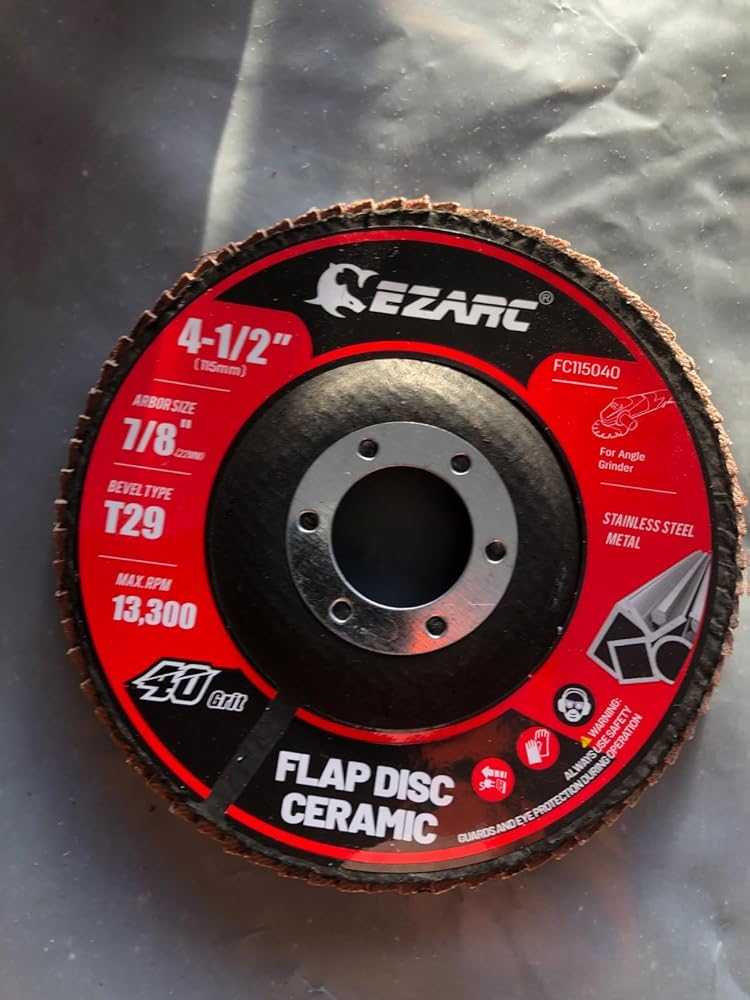 EZARC®
4-1/2"
(115mm)
ARBOR SIZE
7/8"(22MM)
BEVEL TYPE
T29
MAX.RPM
13,300
40 Grit
FC115040
For Angle
Grinder
STAINLESS STEEL
METAL
FLAP DISC
CERAMIC
WARNING:
ALWAYS USE SAFETY
GUARDS AND EYE PROTECTION DURING OPERATION